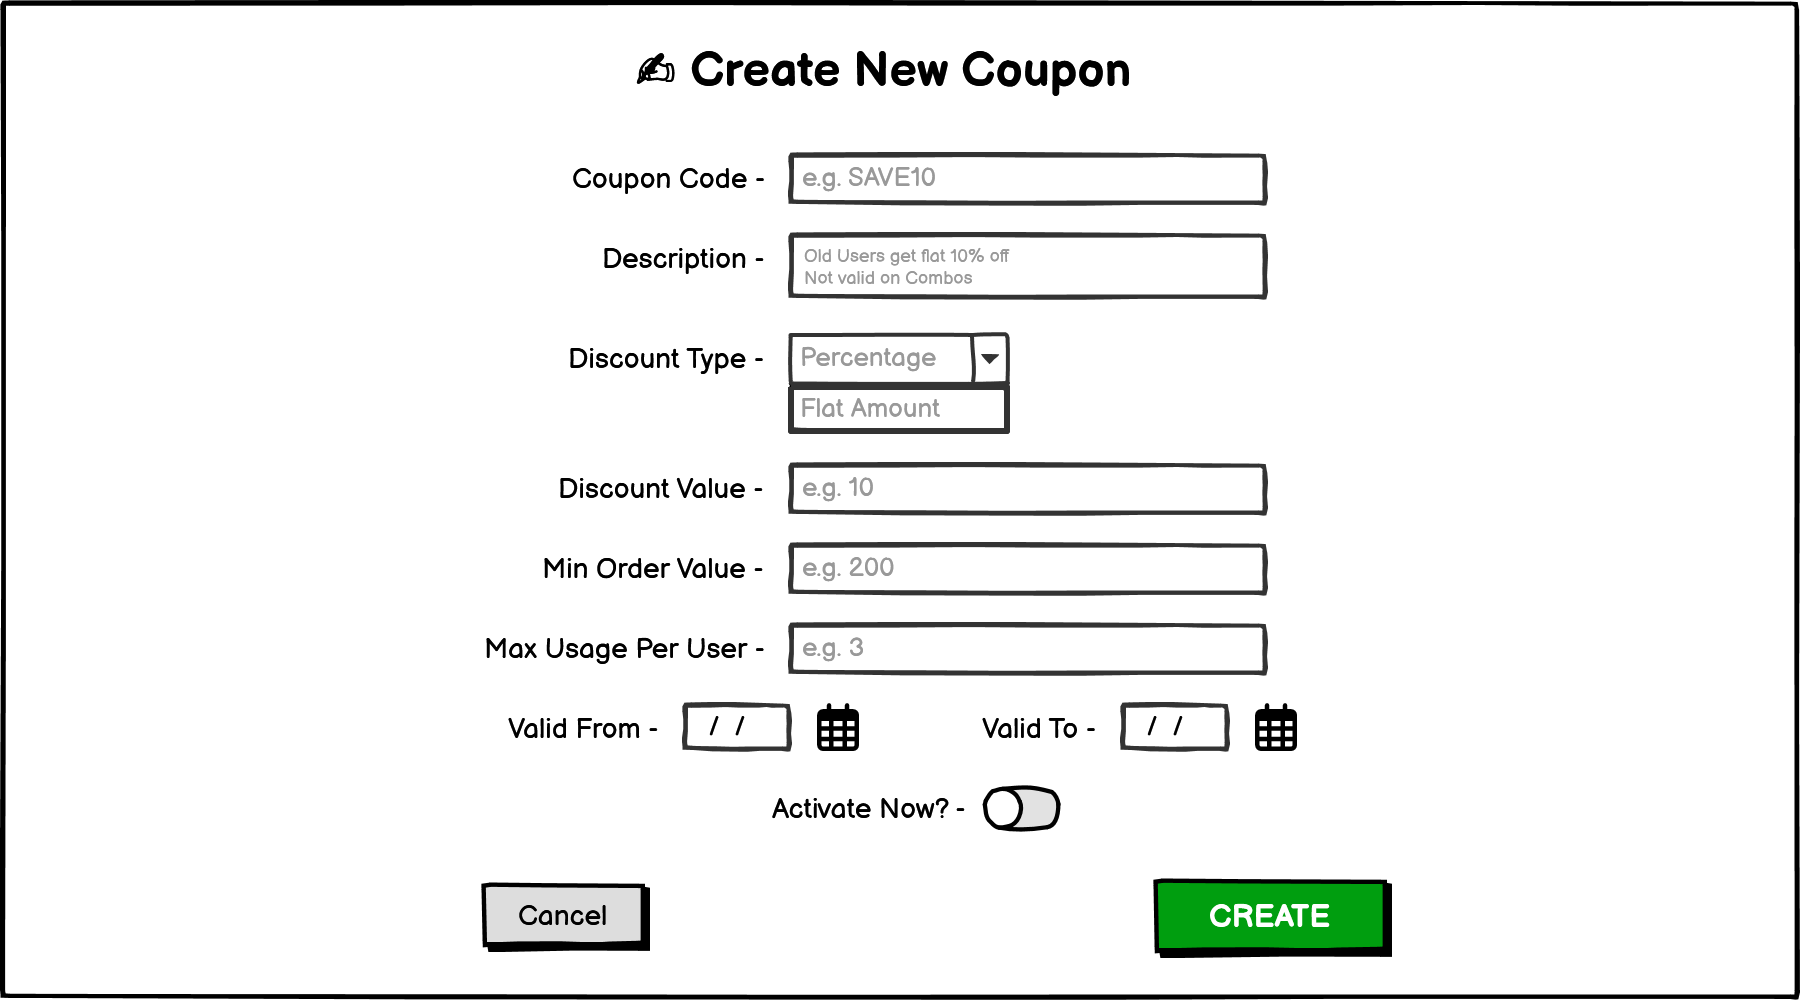 ✍ Create New Coupon
Coupon Code - e.g. SAVE10
Description - Old Users get flat 10% off
Not valid on Combos
Discount Type - Percentage
Flat Amount
Discount Value - e.g. 10
Min Order Value - e.g. 200
Max Usage Per User - e.g. 3
Valid From - / / Valid To - / /
Activate Now? -
Cancel CREATE